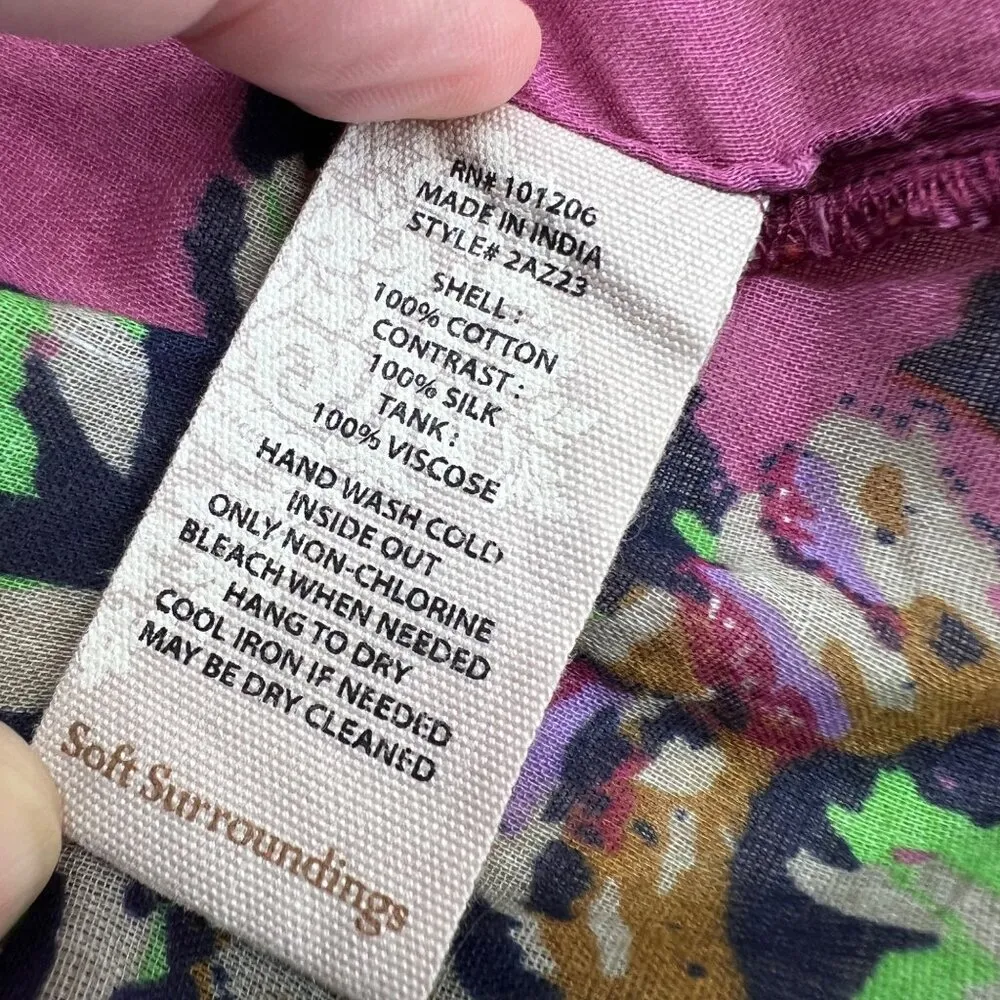 RN# 101206
MADE IN INDIA
STYLE# 2AZ23
SHELL :
100% COTTON
CONTRAST :
100% SILK
TANK :
100% VISCOSE
HAND WASH COLD
INSIDE OUT
ONLY NON-CHLORINE
BLEACH WHEN NEEDED
HANG TO DRY
COOL IRON IF NEEDED
MAY BE DRY CLEANED
Soft Surroundings